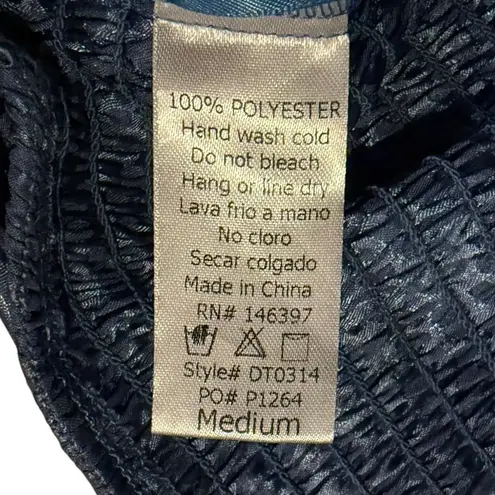 100% POLYESTER
Hand wash cold
Do not bleach
Hang or line dry
Lava frio a mano
No cloro
Secar colgado
Made in China
RN# 146397
Style# DT0314
PO# P1264
Medium